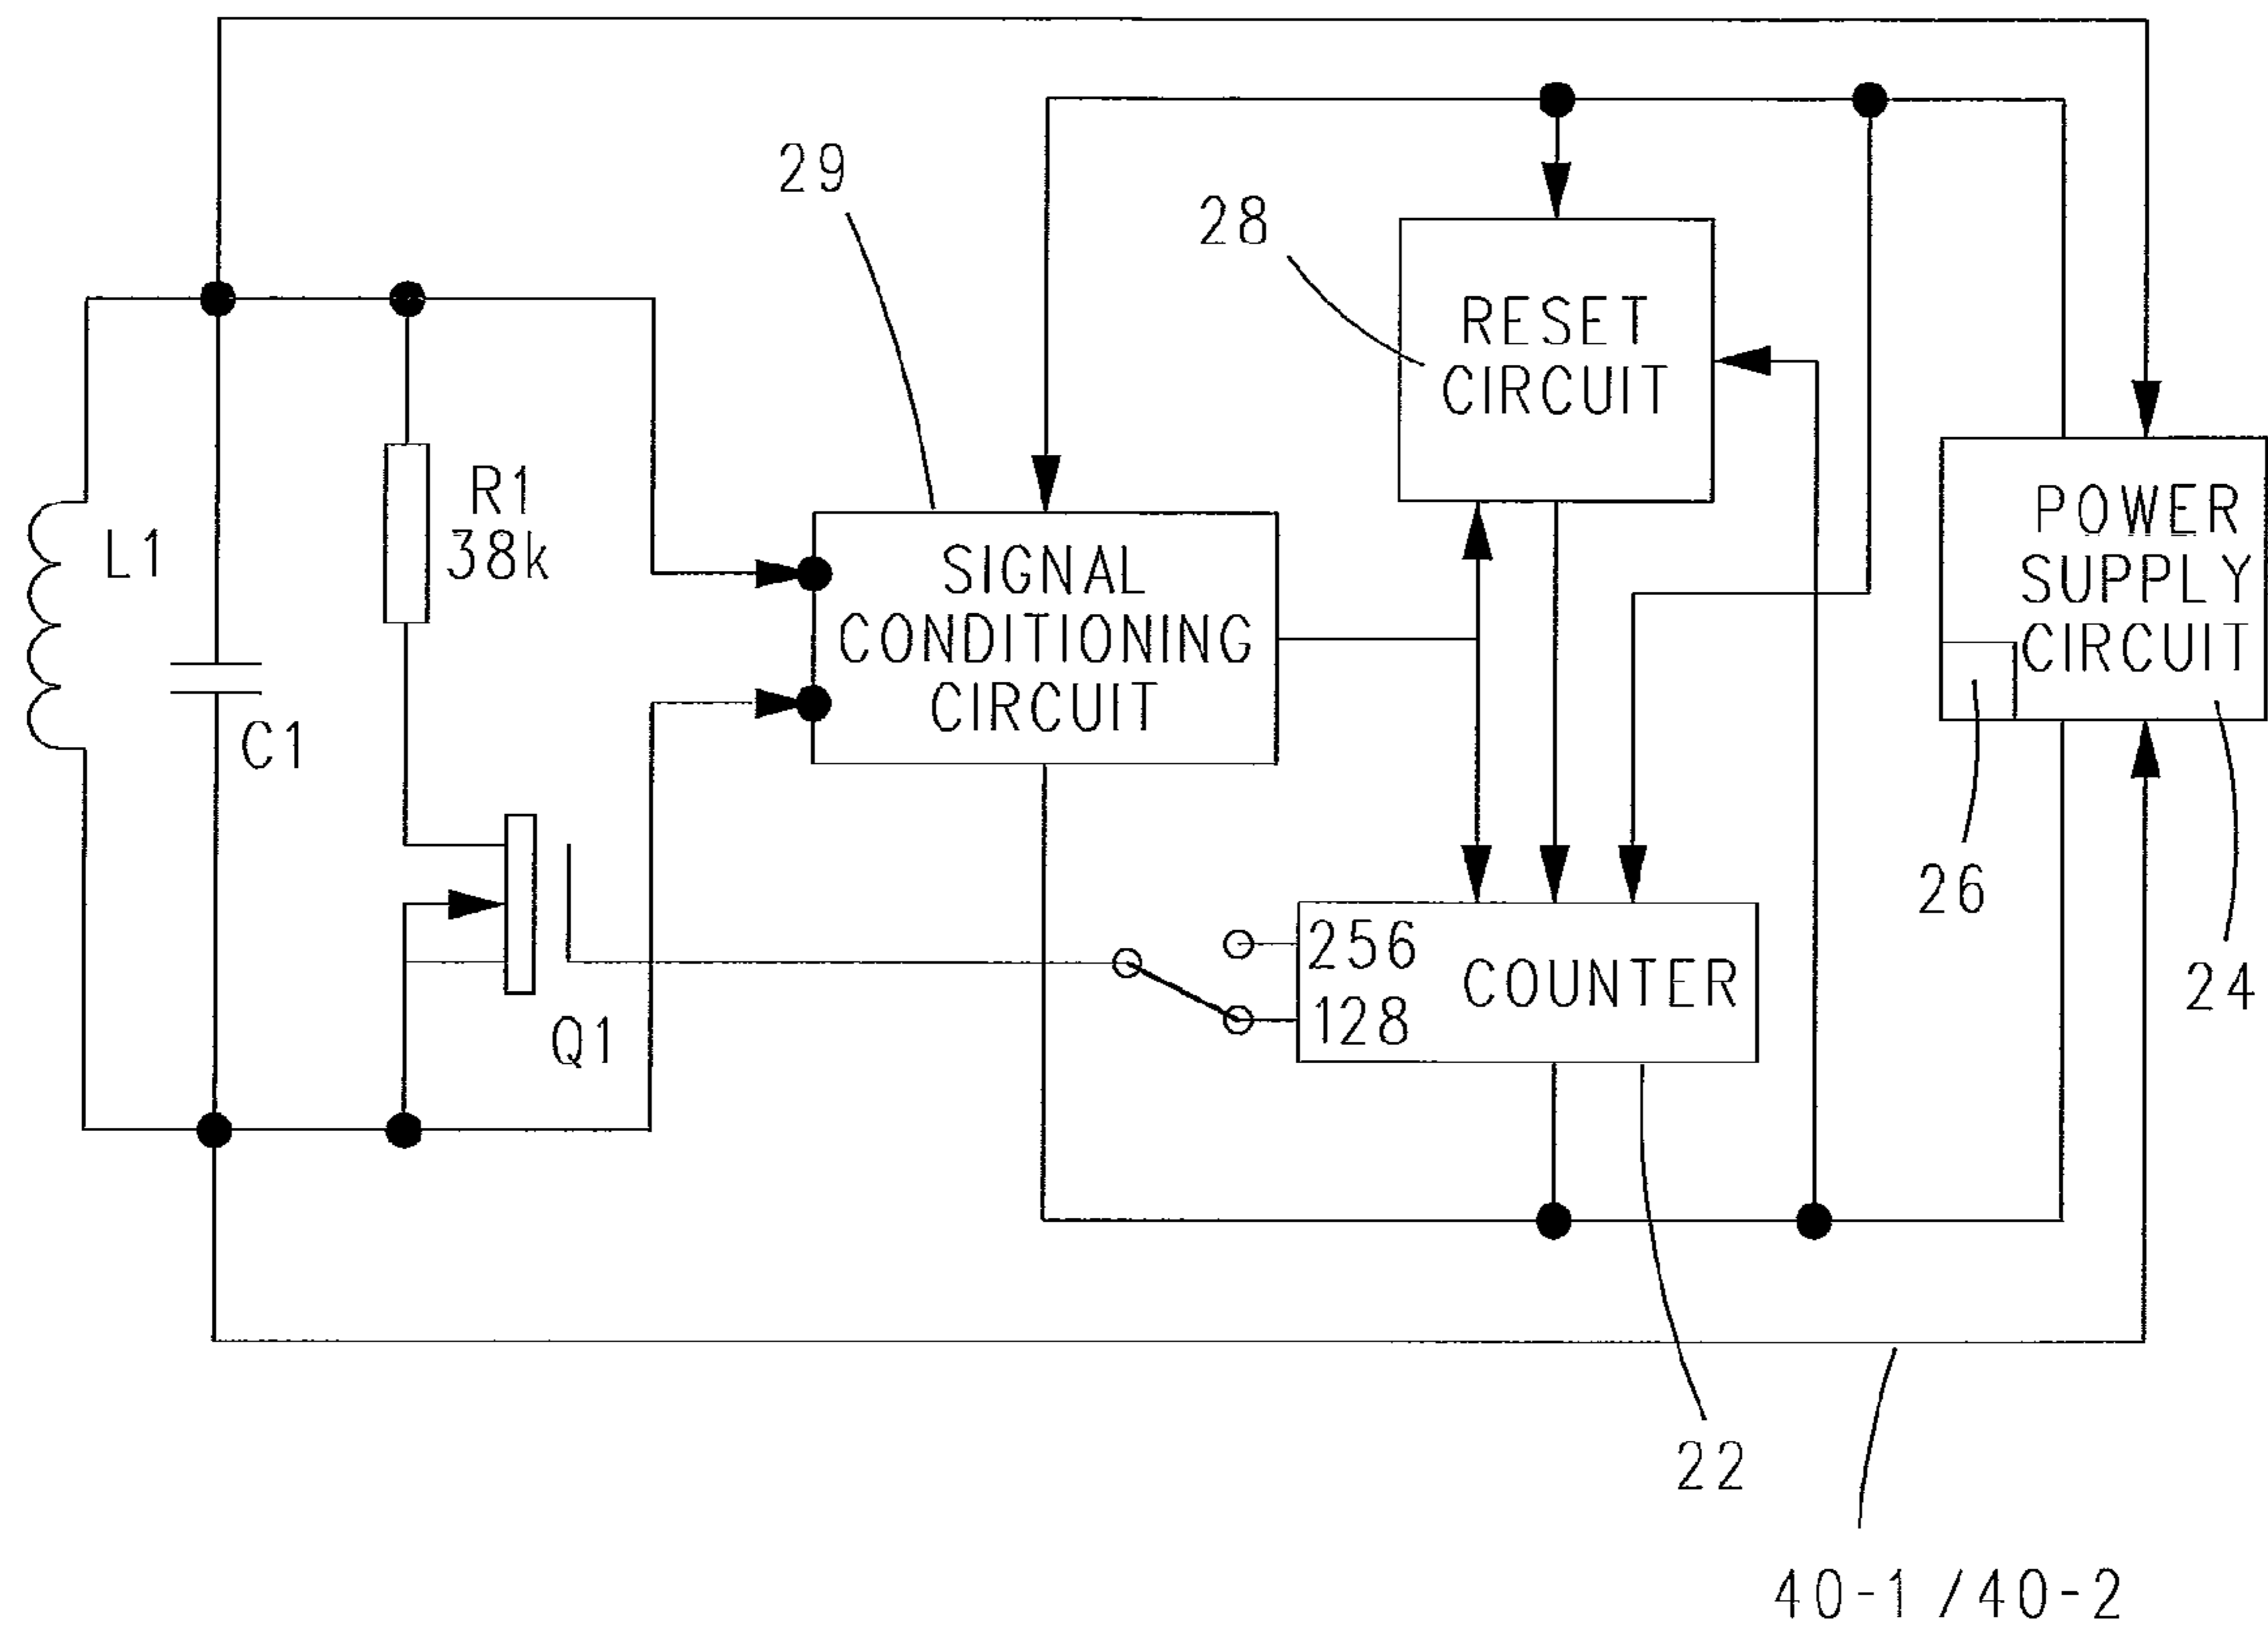 29
28
RESET
CIRCUIT
R1
38k
L1
C1
SIGNAL
CONDITIONING
CIRCUIT
POWER
SUPPLY
CIRCUIT
26
24
256
128
COUNTER
Q1
22
40-1/40-2